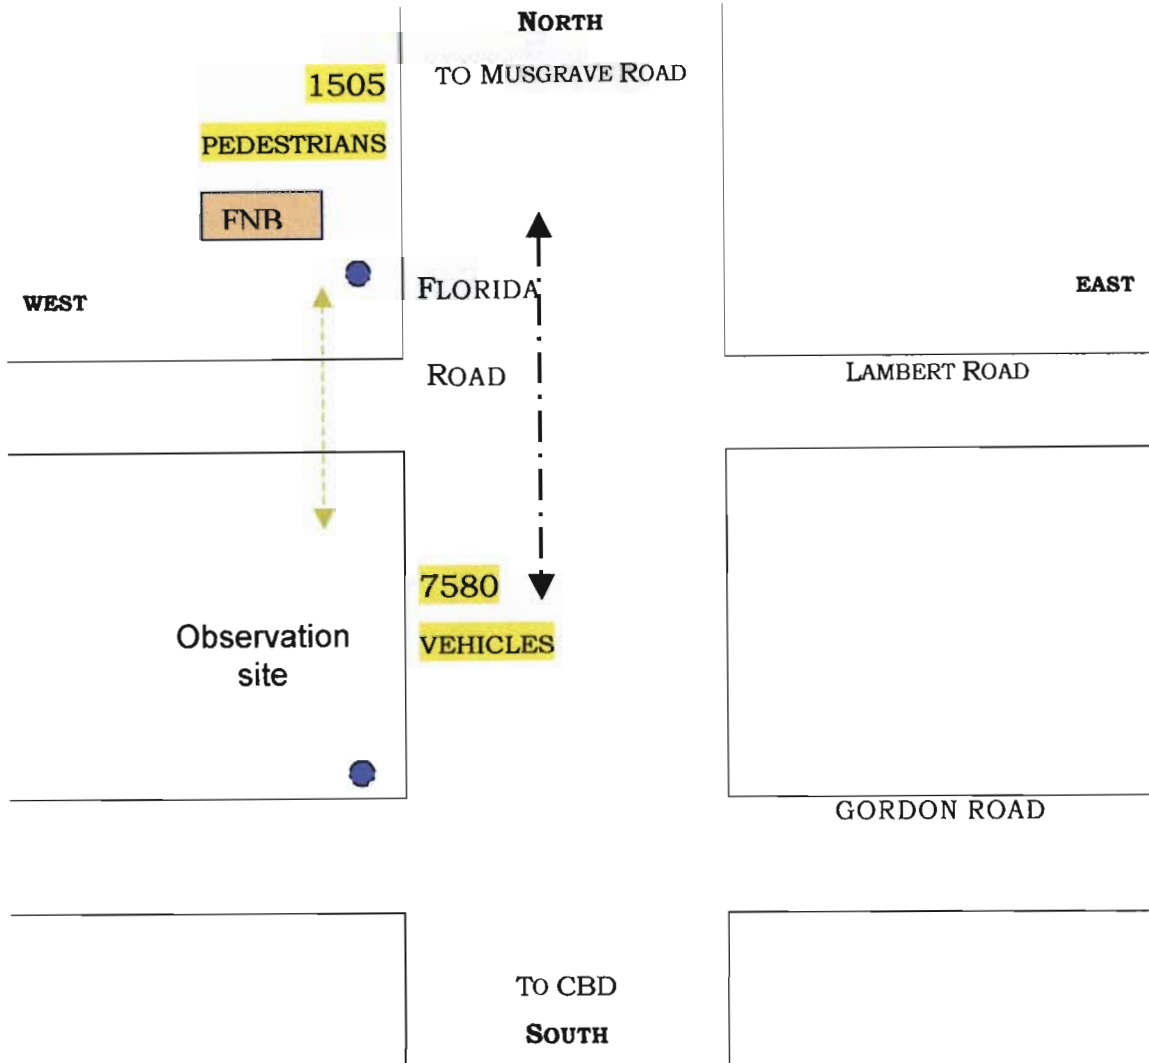 NORTH
TO MUSGRAVE ROAD
1505
PEDESTRIANS
FNB
WEST
FLORIDA
EAST
ROAD
LAMBERT ROAD
7580
VEHICLES
Observation
site
GORDON ROAD
TO CBD
SOUTH